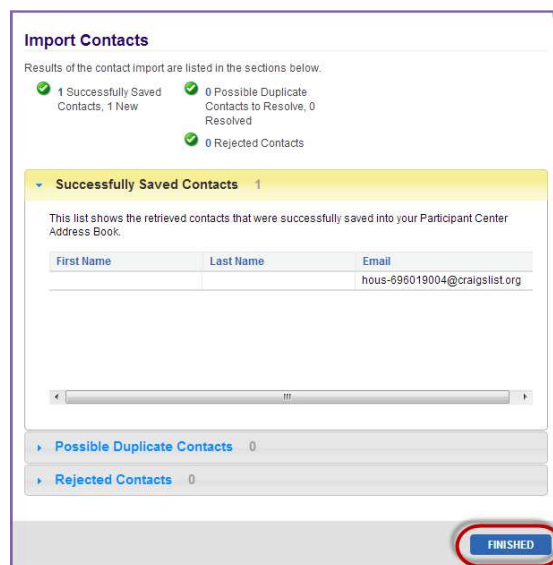 Import Contacts
Results of the contact import are listed in the sections below.
1 Successfully Saved
Contacts, 1 New
0 Possible Duplicate
Contacts to Resolve, 0
Resolved
0 Rejected Contacts
Successfully Saved Contacts 1
This list shows the retrieved contacts that were successfully saved into your Participant Center
Address Book.
First Name Last Name Email
hous-696019004@craigslist.org
Possible Duplicate Contacts 0
Rejected Contacts 0
FINISHED